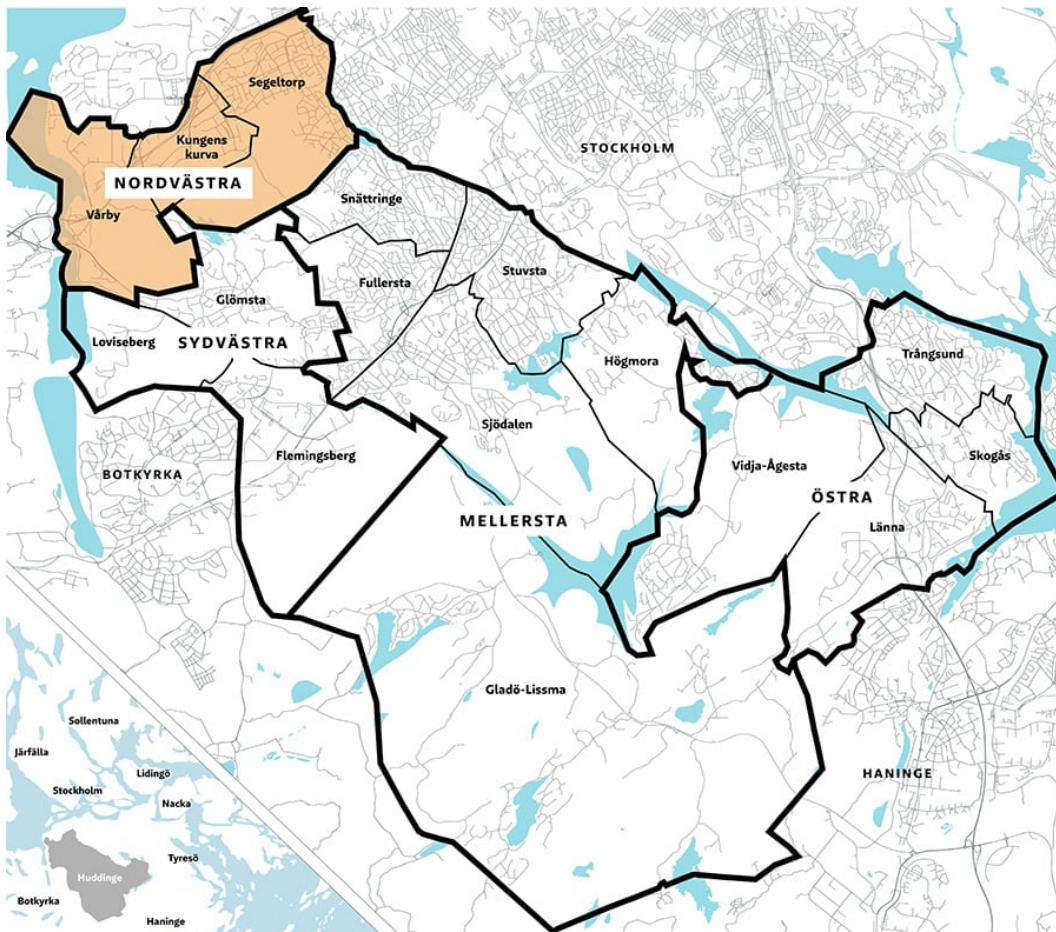 Segeltorp
Kungens
kurva
STOCKHOLM
NORDVÄSTRA
Snättringe
Vårby
Stuvsta
Fullersta
Glömsta
Loviseberg
SYDVÄSTRA
Högmora
Trångsund
Sjödalen
Flemingsberg
Skogås
BOTKYRKA
Vidja-Ågesta
ÖSTRA
MELLERSTA
Länna
Gladö-Lissma
HANINGE
Sollentuna
Järfälla
Lidingö
Stockholm
Nacka
Tyresö
Huddinge
Botkyrka
Haninge